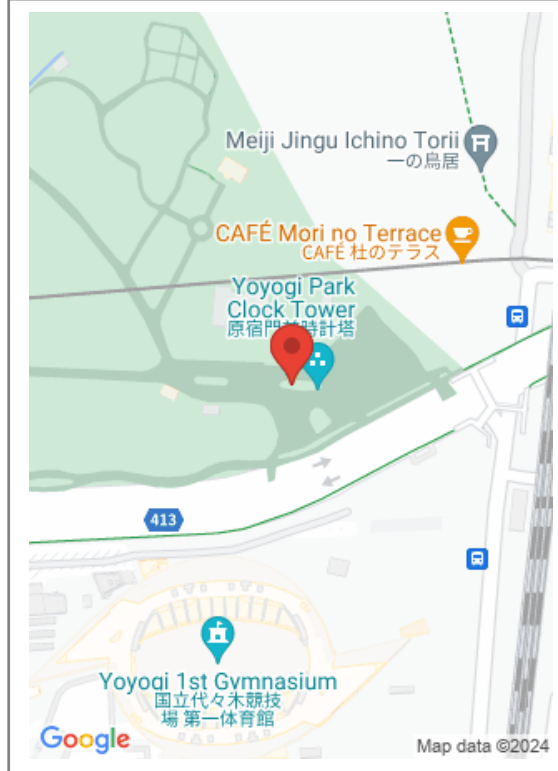 Meiji Jingu Ichino Torii
一の鳥居
CAFÉ Mori no Terrace
CAFÉ 杜のテラス
Yoyogi Park
Clock Tower
原宿門 時計塔
413
Yoyogi 1st Gymnasium
国立代々木競技
場 第一体育館
Google
Map data ©2024